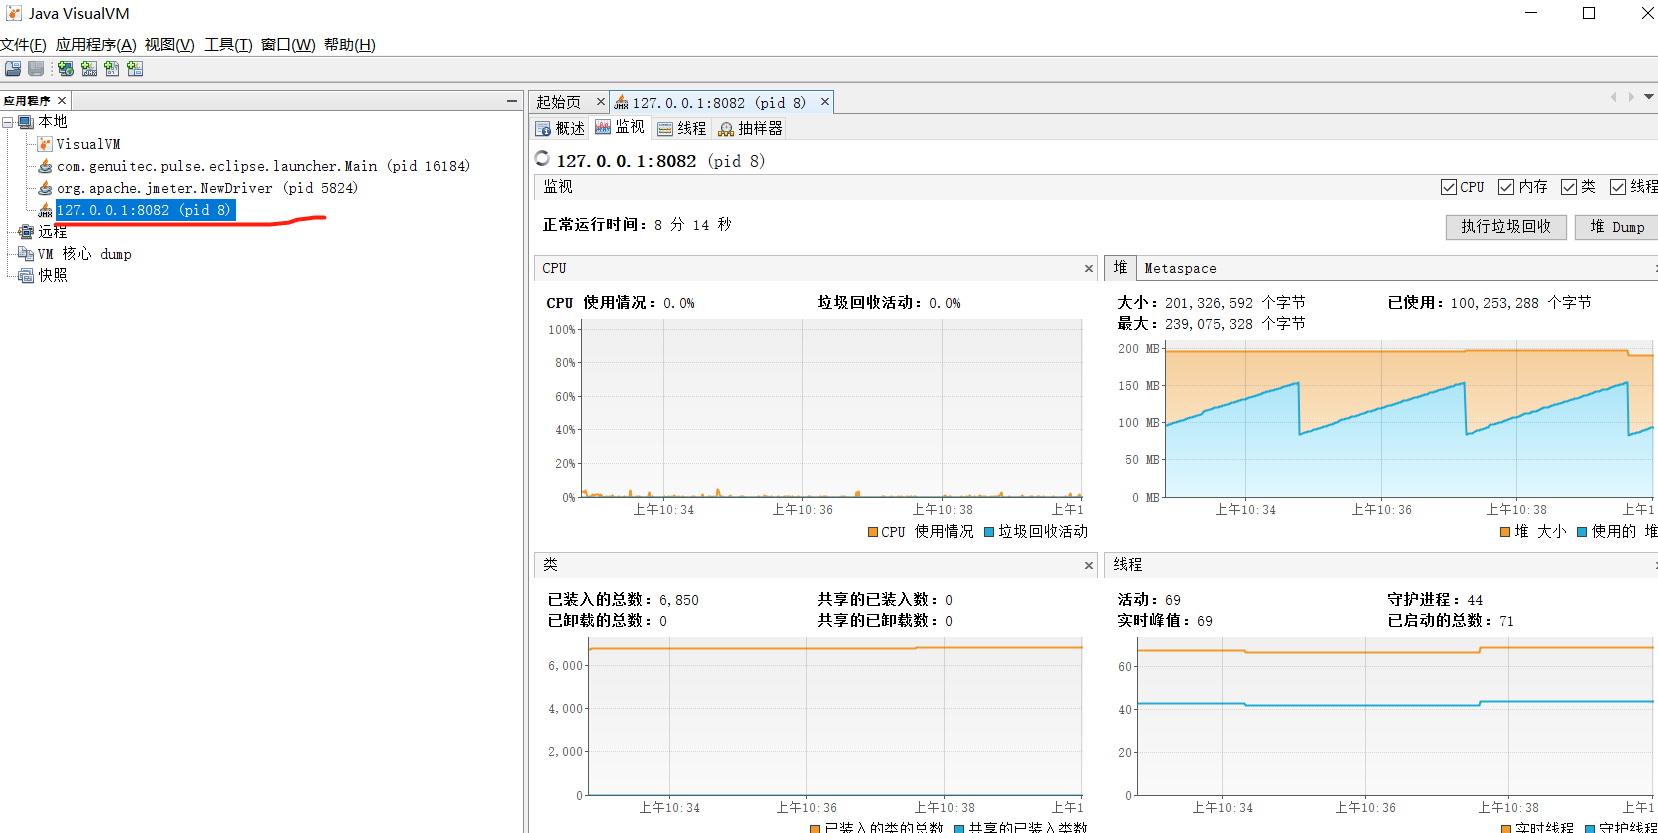 Java VisualVM
文件(F) 应用程序(A) 视图(V) 工具(T) 窗口(W) 帮助(H)
应用程序
本地
VisualVM
com.genuitec.pulse.eclipse.launcher.Main (pid 16184)
org.apache.jmeter.NewDriver (pid 5824)
127.0.0.1:8082 (pid 8)
远程
VM 核心 dump
快照
起始页 127.0.0.1:8082 (pid 8)
概述 监视 线程 抽样器
127.0.0.1:8082 (pid 8)
监视 CPU 内存 类 线程
正常运行时间: 8 分 14 秒 执行垃圾回收 堆 Dump
CPU
CPU 使用情况: 0.0% 垃圾回收活动: 0.0%
100%
80%
60%
40%
20%
0%
上午10:34 上午10:36 上午10:38 上午1
CPU 使用情况 垃圾回收活动
堆 Metaspace
大小: 201,326,592 个字节 已使用: 100,253,288 个字节
最大: 239,075,328 个字节
200 MB
150 MB
100 MB
50 MB
0 MB
上午10:34 上午10:36 上午10:38 上午1
堆 大小 使用的 堆
类
已装入的总数: 6,850 共享的已装入数: 0
已卸载的总数: 0 共享的已卸载数: 0
6,000
4,000
2,000
0
上午10:34 上午10:36 上午10:38 上午1
已装入的类的总数 共享的已装入类数
线程
活动: 69 守护进程: 44
实时峰值: 69 已启动的总数: 71
60
40
20
0
上午10:34 上午10:36 上午10:38 上午1
实时线程 守护线程